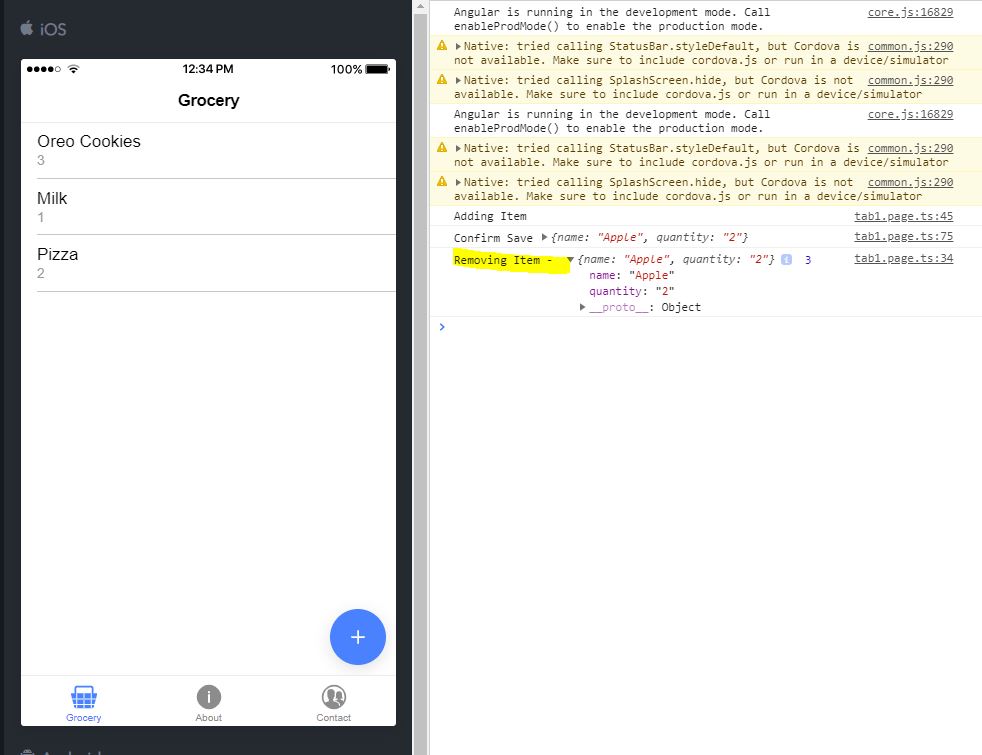 iOS
12:34 PM
100%
Grocery
Oreo Cookies
3
Milk
1
Pizza
2
+
Grocery
About
Contact
Angular is running in the development mode. Call core.js:16829
enableProdMode() to enable the production mode.
Native: tried calling StatusBar.styleDefault, but Cordova is common.js:290
not available. Make sure to include cordova.js or run in a device/simulator
Native: tried calling SplashScreen.hide, but Cordova is not common.js:290
available. Make sure to include cordova.js or run in a device/simulator
Angular is running in the development mode. Call core.js:16829
enableProdMode() to enable the production mode.
Native: tried calling StatusBar.styleDefault, but Cordova is common.js:290
not available. Make sure to include cordova.js or run in a device/simulator
Native: tried calling SplashScreen.hide, but Cordova is not common.js:290
available. Make sure to include cordova.js or run in a device/simulator
Adding Item tab1.page.ts:45
Confirm Save ▶{name: "Apple", quantity: "2"} tab1.page.ts:75
Removing Item - ▼{name: "Apple", quantity: "2"} i 3 tab1.page.ts:34
name: "Apple"
quantity: "2"
▶__proto__: Object